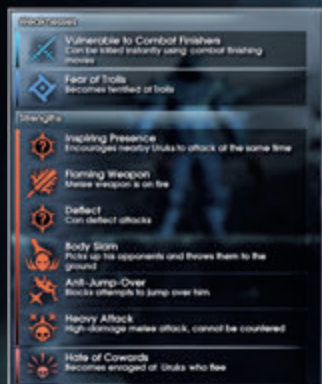 Weaknesses
Vulnerable to Combat Finishers
Can be killed instantly using combat finishing
moves
Fear of Trolls
Becomes terrified at Trolls
Strengths
Inspiring Presence
Encourages nearby Uruks to attack at the same time
Flaming Weapon
Melee weapon is on fire
Deflect
Can deflect attacks
Body Slam
Picks up his opponents and throws them to the
ground
Anti-Jump-Over
Blocks attempts to jump over him
Heavy Attack
High-damage melee attack, cannot be countered
Hate of Cowards
Becomes enraged at Uruks who flee